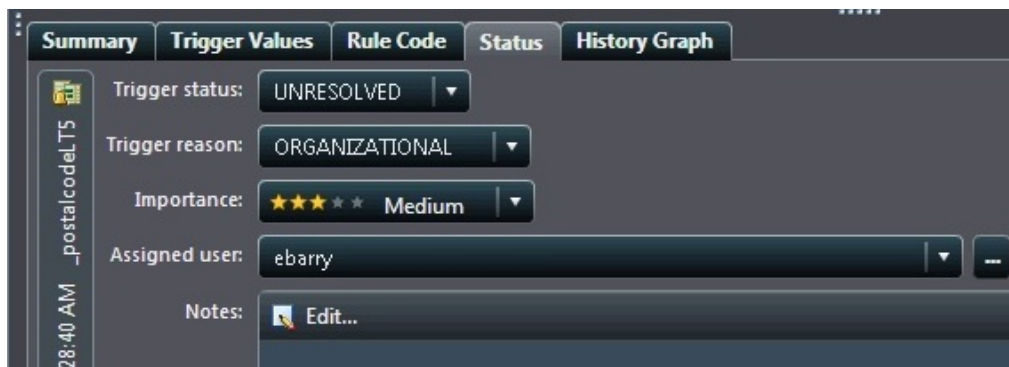 Summary Trigger Values Rule Code Status History Graph
Trigger status: UNRESOLVED
Trigger reason: ORGANIZATIONAL
Importance: Medium
Assigned user: ebarry ...
Notes: Edit...
28:40 AM _postalcodeLT5